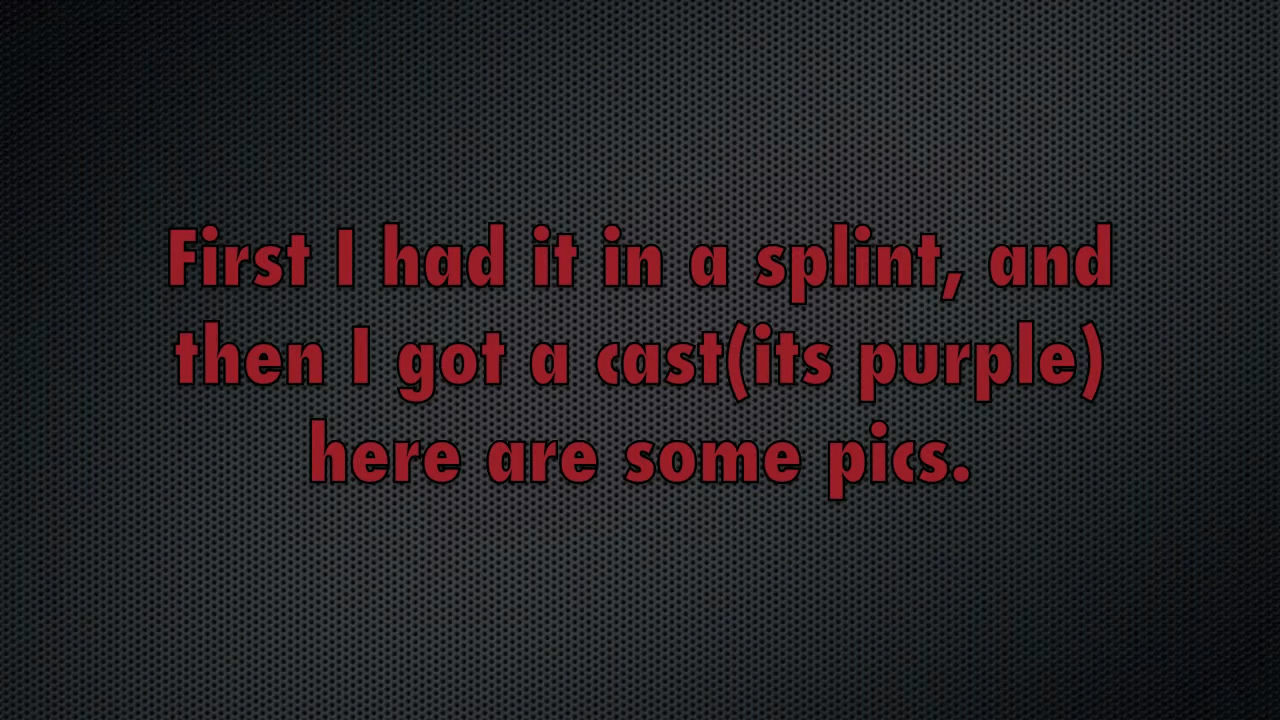 First I had it in a splint, and
then I got a cast(its purple)
here are some pics.